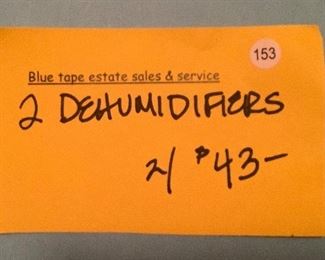 153
Blue tape estate sales & service
2 DEHUMIDIFIERS
2/ $43-